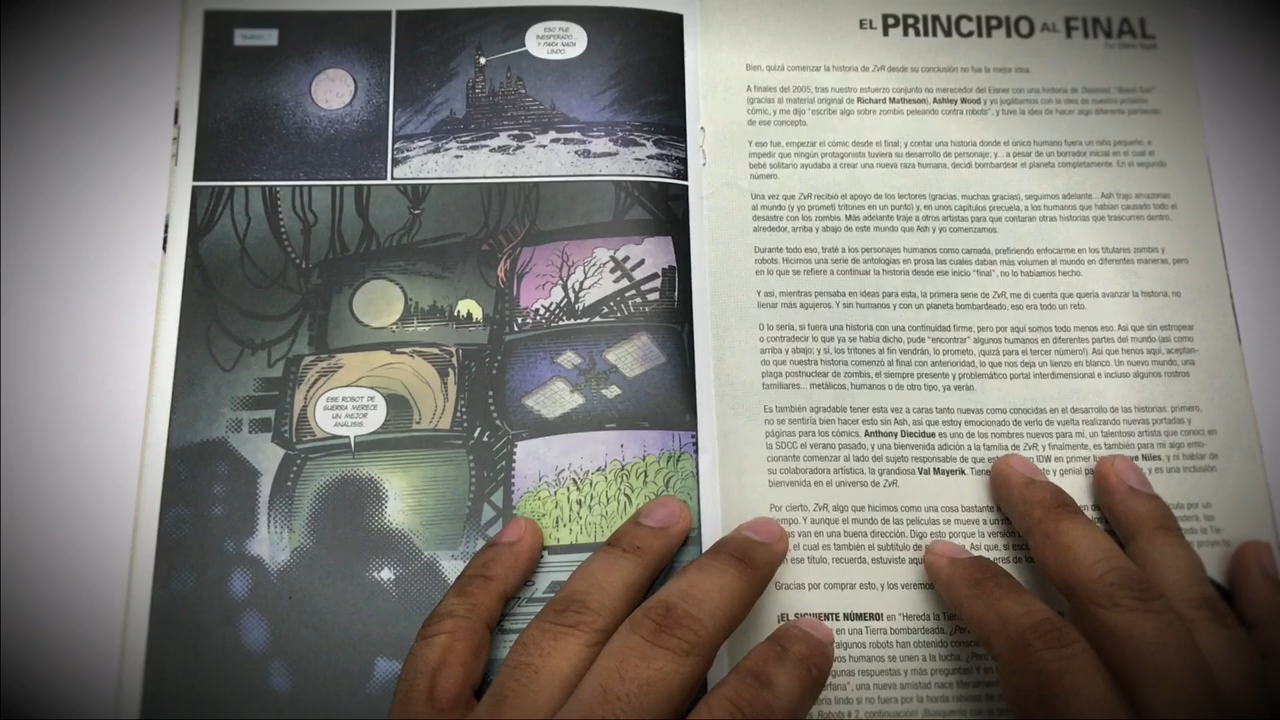 BUENO...
ESO FUE
INESPERADO...
Y PARA NADA
LINDO.
ESE ROBOT DE
GUERRA MERECE
UN MEJOR
ANÁLISIS.
EL PRINCIPIO AL FINAL
Bien, quizá comenzar la historia de ZvR desde su conclusión no fue la mejor idea.
A finales del 2005, tras nuestro esfuerzo conjunto no merecedor del Eisner con una historia de
(gracias al material original de Richard Matheson), Ashley Wood y yo jugábamos con la idea de nuestro próximo
cómic, y me dijo "escribe algo sobre zombis peleando contra robots", y tuve la idea de hacer algo diferente partiendo
de ese concepto.
Y eso fue, empezar el cómic desde el final; y contar una historia donde el único humano fuera un niño pequeño, e
impedir que ningún protagonista tuviera su desarrollo de personaje; y... a pesar de un borrador inicial en el cual el
bebé solitario ayudaba a crear una nueva raza humana, decidí bombardear el planeta completamente. En el segundo
número.
Una vez que ZvR recibió el apoyo de los lectores (gracias, muchas gracias), seguimos adelante... Ash trajo amazonas
al mundo (y yo prometí tritones en un punto) y, en unos capítulos precuela, a los humanos que habían causado todo el
desastre con los zombis. Más adelante traje a otros artistas para que contaran otras historias que trascurren dentro,
alrededor, arriba y abajo de este mundo que Ash y yo comenzamos.
Durante todo eso, traté a los personajes humanos como carnada, prefiriendo enfocarme en los titulares zombis y
robots. Hicimos una serie de antologías en prosa las cuales daban más volumen al mundo en diferentes maneras, pero
en lo que se refiere a continuar la historia desde ese inicio "final", no lo habíamos hecho.
Y así, mientras pensaba en ideas para esta, la primera serie de ZvR, me di cuenta que quería avanzar la historia, no
llenar más agujeros. Y sin humanos y con un planeta bombardeado, eso era todo un reto.
O lo sería, si fuera una historia con una continuidad firme, pero por aquí somos todo menos eso. Así que sin estropear
o contradecir lo que ya se había dicho, pude "encontrar" algunos humanos en diferentes partes del mundo (así como
arriba y abajo; y sí, los tritones al fin vendrán, lo prometo, ¡quizá para el tercer número!). Así que henos aquí, aceptan-
do que nuestra historia comenzó al final con anterioridad, lo que nos deja un lienzo en blanco. Un nuevo mundo, una
plaga postnuclear de zombis, el siempre presente y problemático portal interdimensional e incluso algunos rostros
familiares... metálicos, humanos o de otro tipo, ya verán.
Es también agradable tener esta vez a caras tanto nuevas como conocidas en el desarrollo de las historias: primero,
no se sentiría bien hacer esto sin Ash, así que estoy emocionado de verlo de vuelta realizando nuevas portadas y
páginas para los cómics. Anthony Diecidue es uno de los nombres nuevos para mí, un talentoso artista que conocí en
la SDCC el verano pasado, y una bienvenida adición a la familia de ZvR, y finalmente, es también para mí algo emo-
cionante comenzar al lado del sujeto responsable de que IDW en primer Niles, y ni hablar de
su colaboradora artística, la grandiosa Val Mayerik. y genial y es una inclusión
bienvenida en el universo de ZvR.
Por cierto, ZvR, algo que hicimos como una cosa bastante por un
empo. Y aunque el mundo de las películas se mueve a un
van en una buena dirección. Digo esto porque la versión
, el cual es también el subtítulo de Así que, si
ese título, recuerda, estuviste
Gracias por comprar esto, y los veremos
¡EL SIGUIENTE NÚMERO! en "Hereda la
en una Tierra bombardeada.
algunos robots han obtenido
humanos se unen a la lucha.
algunas respuestas y más preguntas!
una nueva amistad nace
lindo si no fuera por la horda
Robots # 2,